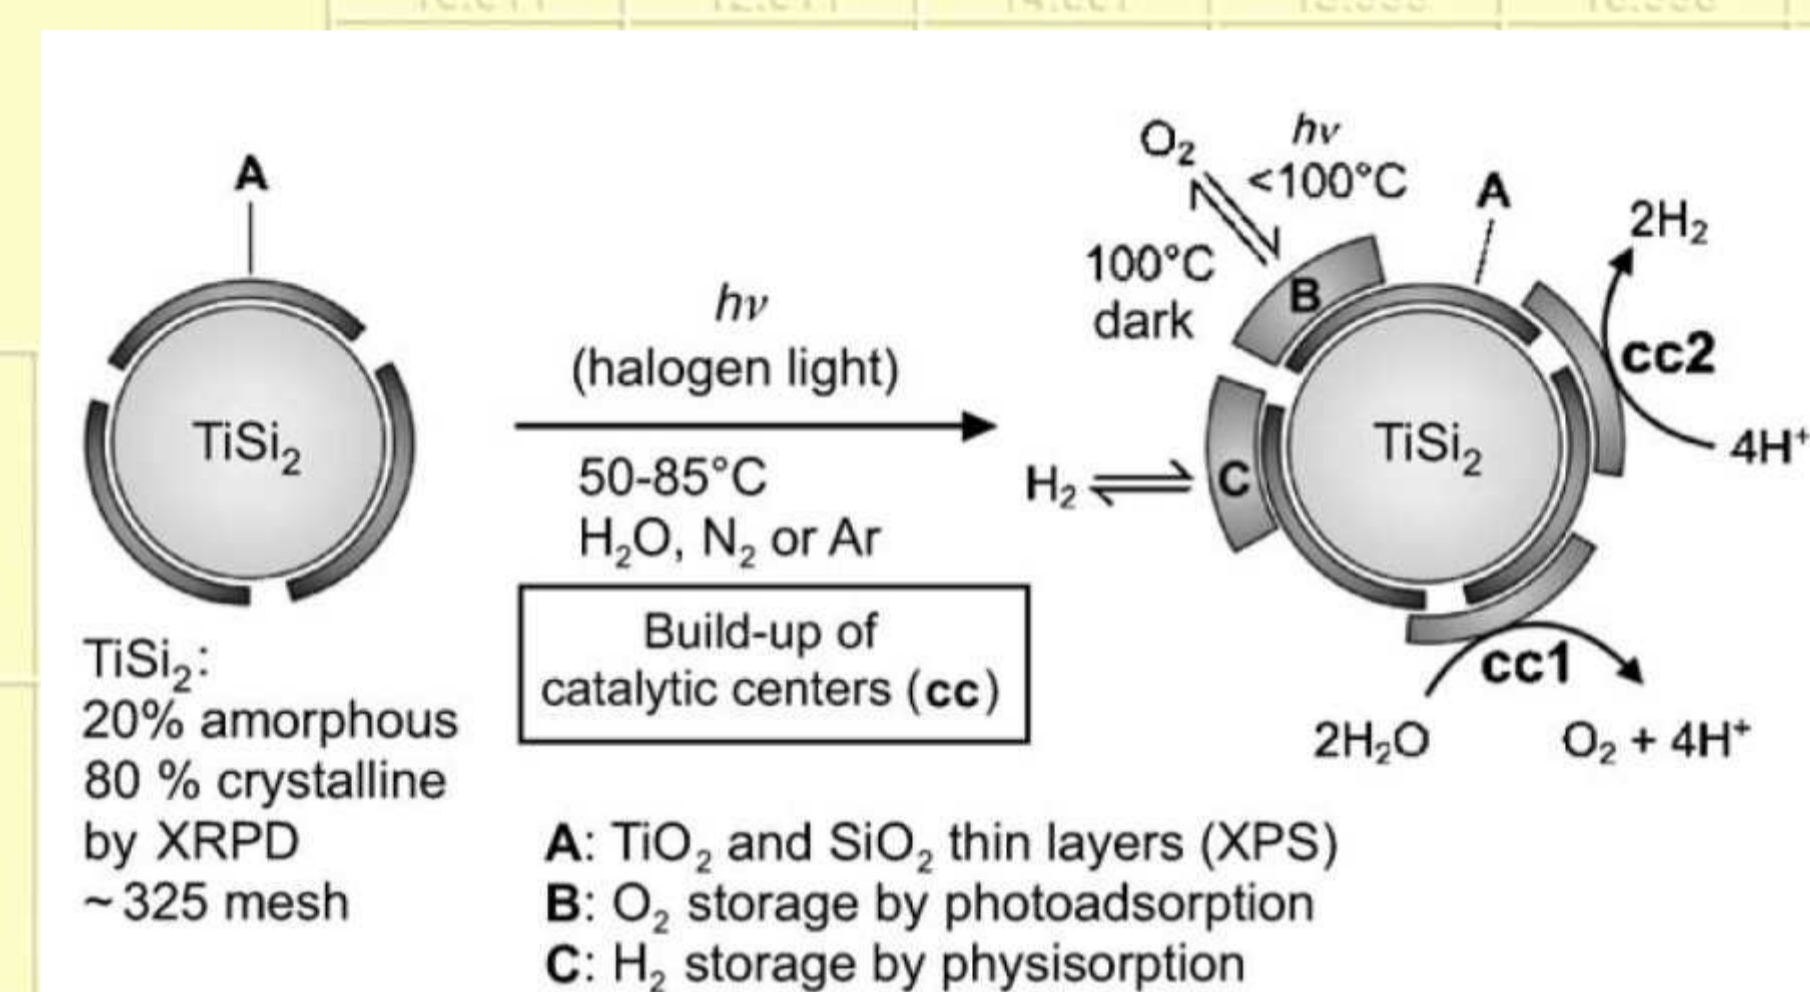 A
TiSi₂
TiSi₂:
20% amorphous
80 % crystalline
by XRPD
~325 mesh
hν
(halogen light)
50-85°C
H₂O, N₂ or Ar
Build-up of
catalytic centers (cc)
O₂
hν
<100°C
100°C
dark
A
B
C
H₂
TiSi₂
2H₂
cc2
4H⁺
cc1
2H₂O
O₂ + 4H⁺
A: TiO₂ and SiO₂ thin layers (XPS)
B: O₂ storage by photoadsorption
C: H₂ storage by physisorption